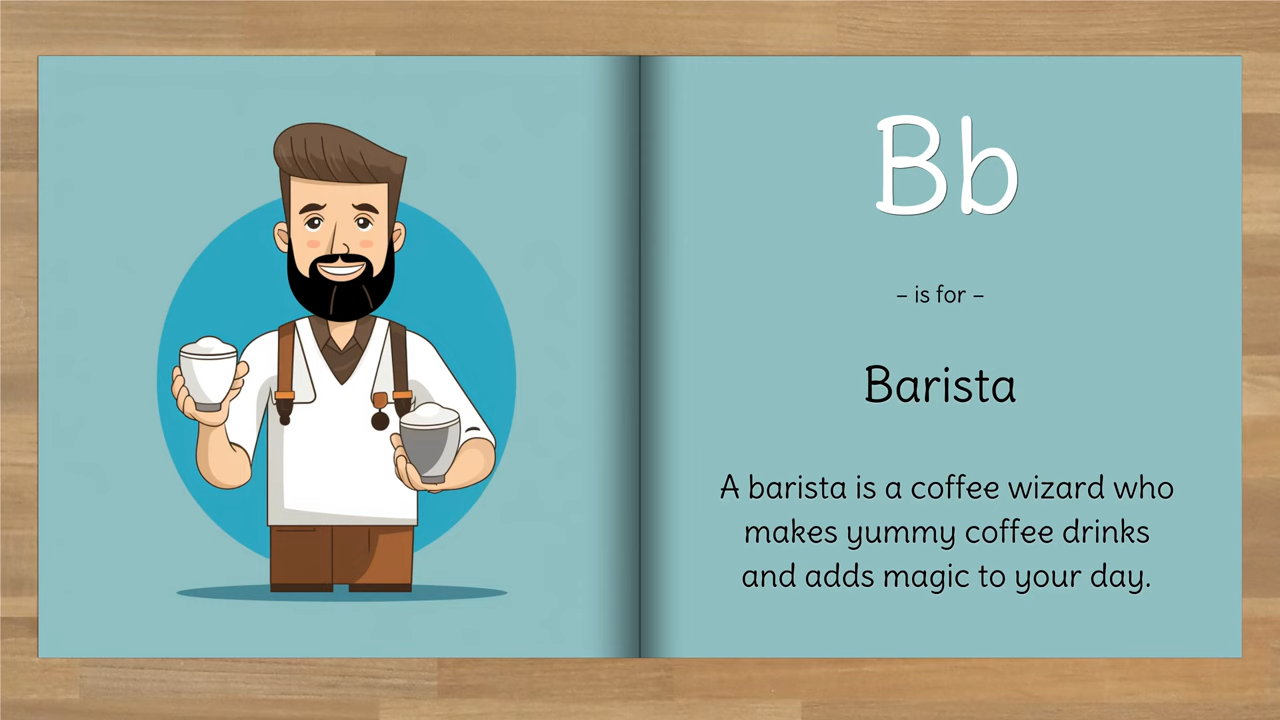 Bb
– is for –
Barista
A barista is a coffee wizard who
makes yummy coffee drinks
and adds magic to your day.